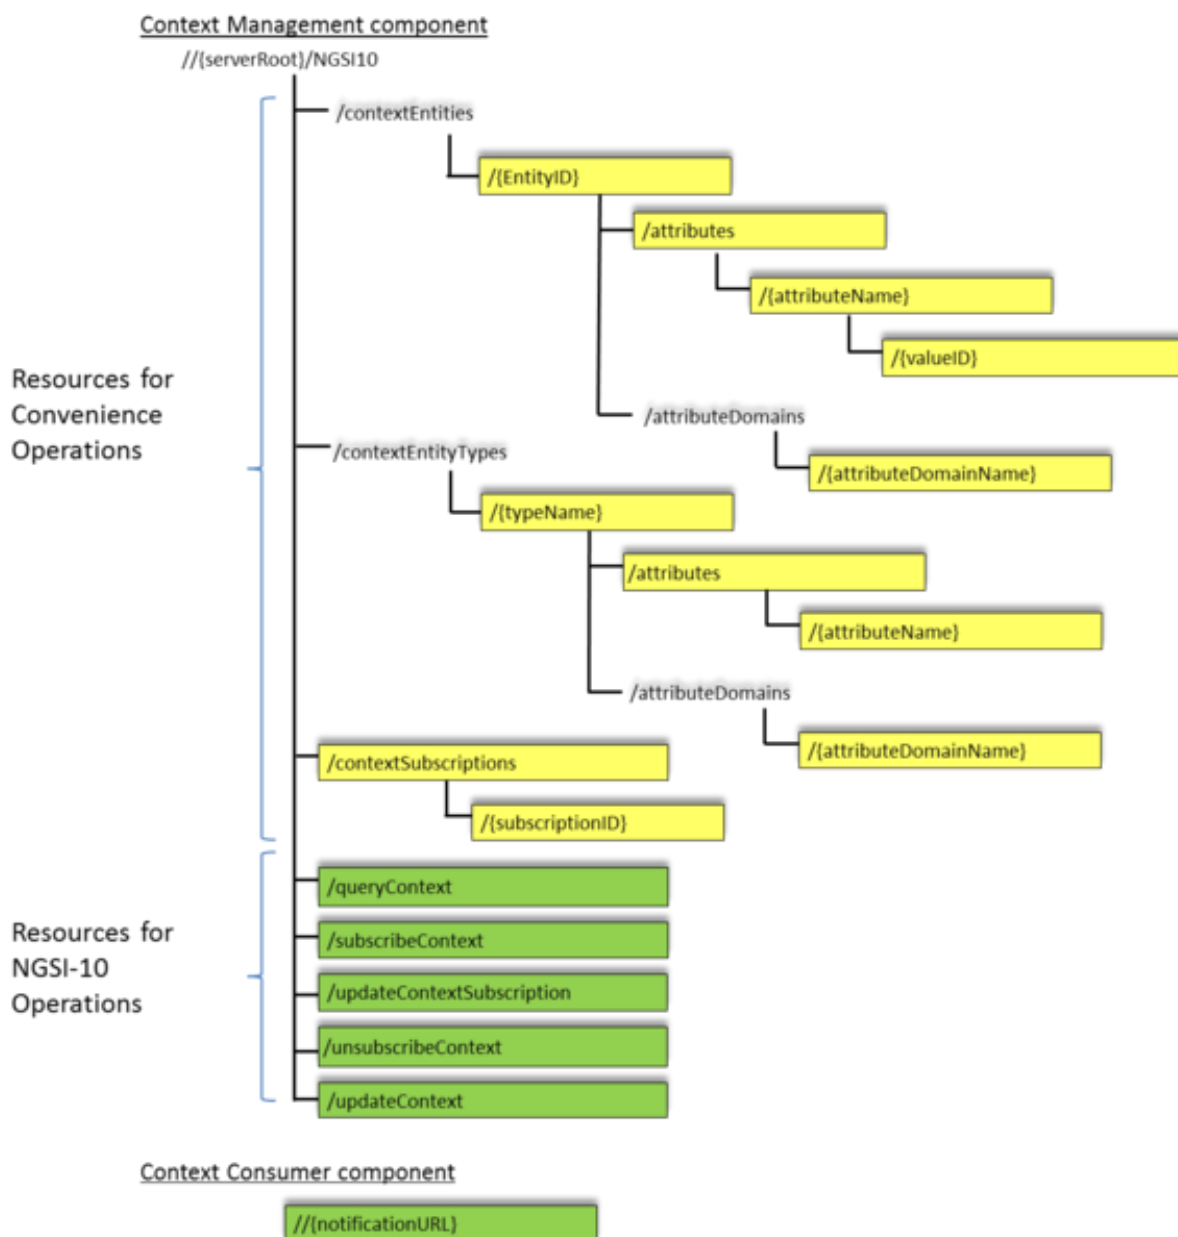 Context Management component
//{serverRoot}/NGSI10
/contextEntities
/{EntityID}
/attributes
/{attributeName}
/{valueID}
/attributeDomains
/{attributeDomainName}
Resources for
Convenience
Operations
/contextEntityTypes
/{typeName}
/attributes
/{attributeName}
/attributeDomains
/{attributeDomainName}
/contextSubscriptions
/{subscriptionID}
Resources for
NGSI-10
Operations
/queryContext
/subscribeContext
/updateContextSubscription
/unsubscribeContext
/updateContext
Context Consumer component
//{notificationURL}